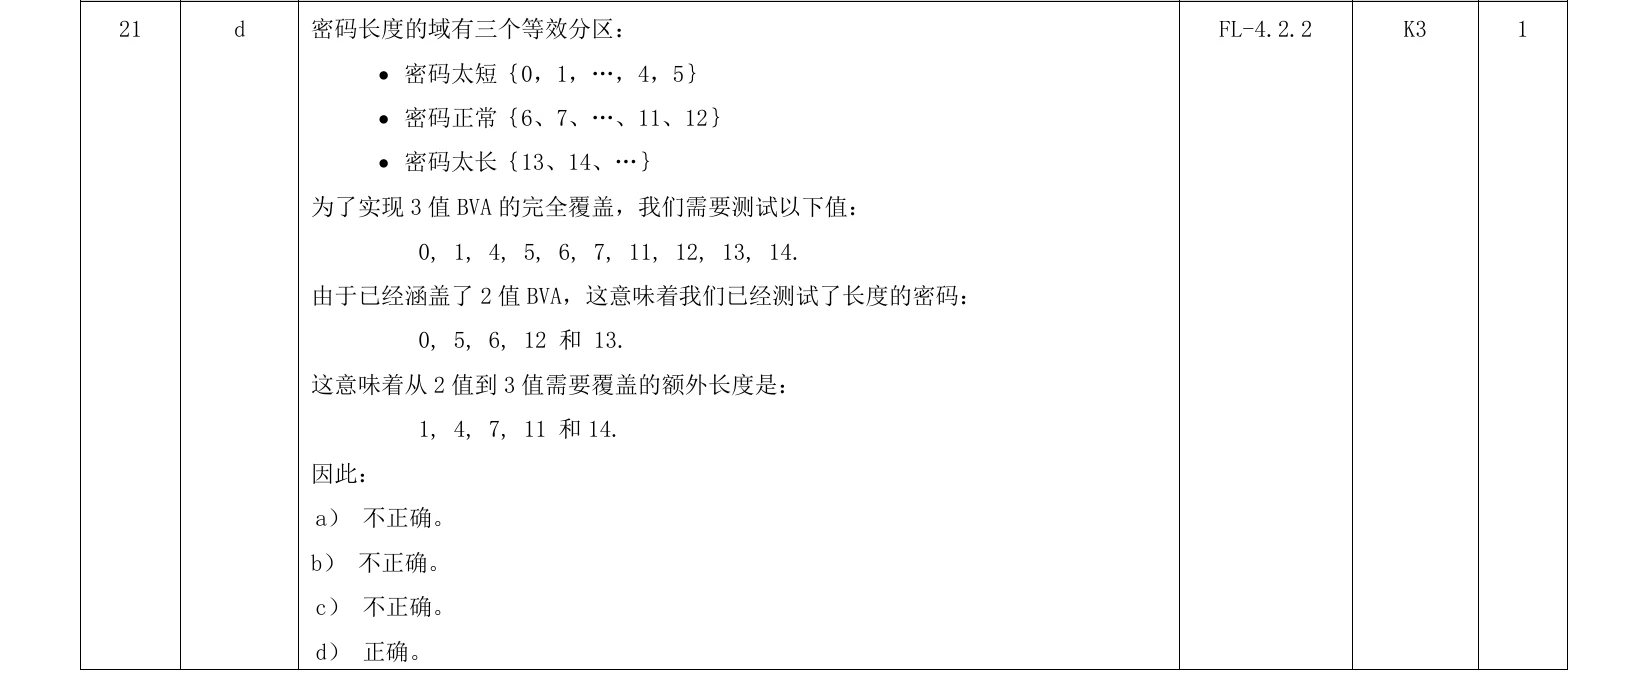 21 d 密码长度的域有三个等效分区： FL-4.2.2 K3 1
● 密码太短｛0，1，…，4，5｝
● 密码正常｛6、7、…、11、12｝
● 密码太长｛13、14、…｝
为了实现 3 值 BVA 的完全覆盖，我们需要测试以下值：
0, 1, 4, 5, 6, 7, 11, 12, 13, 14.
由于已经涵盖了 2 值 BVA，这意味着我们已经测试了长度的密码：
0, 5, 6, 12 和 13.
这意味着从 2 值到 3 值需要覆盖的额外长度是：
1, 4, 7, 11 和 14.
因此：
a） 不正确。
b） 不正确。
c） 不正确。
d） 正确。